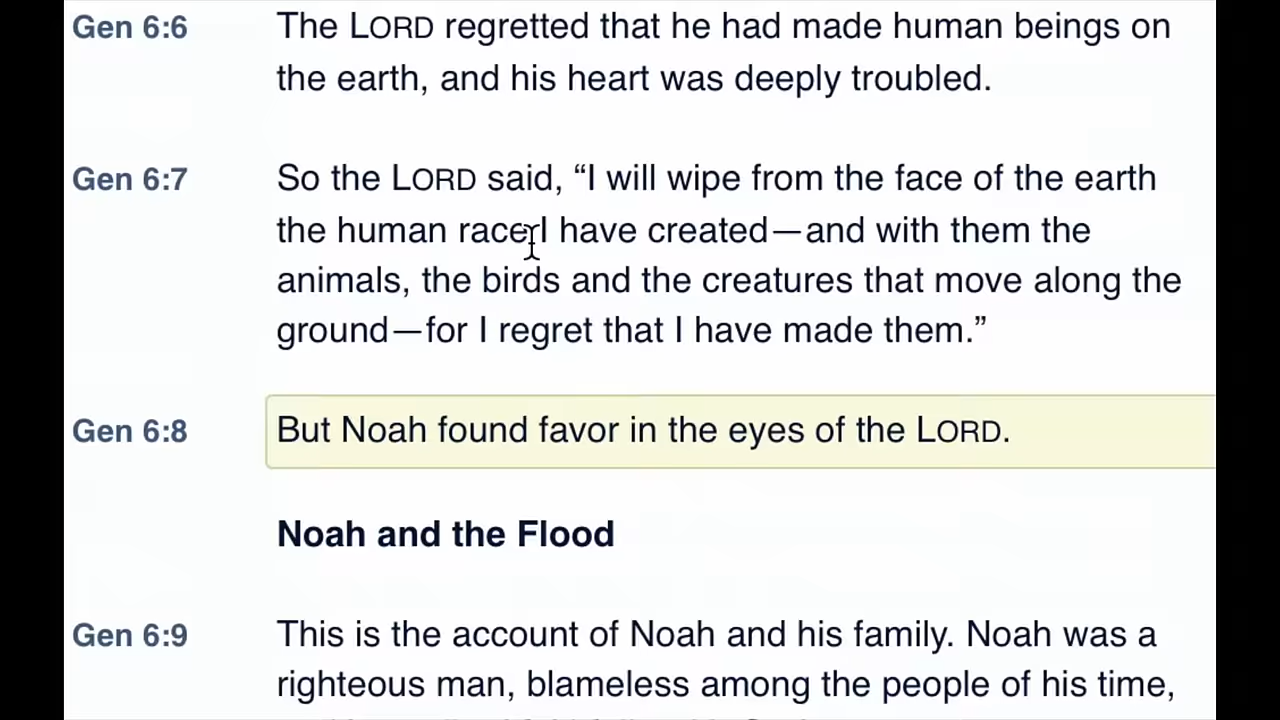 Gen 6:6 The LORD regretted that he had made human beings on
the earth, and his heart was deeply troubled.
Gen 6:7 So the LORD said, “I will wipe from the face of the earth
the human race I have created—and with them the
animals, the birds and the creatures that move along the
ground—for I regret that I have made them.”
Gen 6:8 But Noah found favor in the eyes of the LORD.
Noah and the Flood
Gen 6:9 This is the account of Noah and his family. Noah was a
righteous man, blameless among the people of his time,